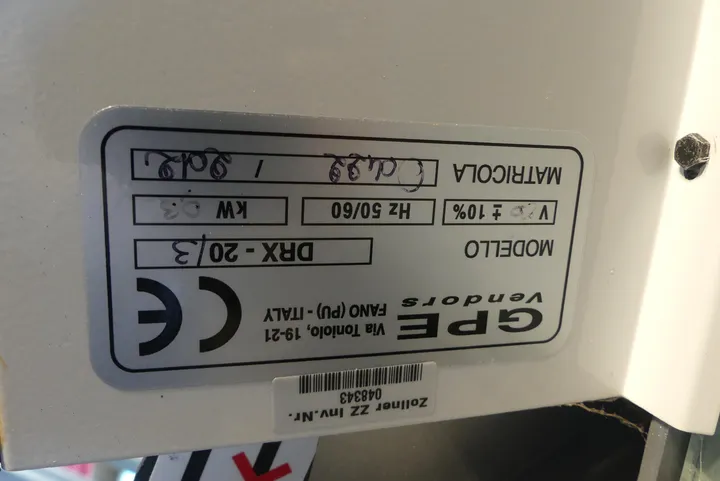 Zollner ZZ Inv.Nr.
048343
GPE
Vendors
Via Toniolo, 19-21
FANO (PU) - ITALY
CE
MODELLO DRX - 20/3
V ± 10% Hz 50/60 kW
MATRICOLA /